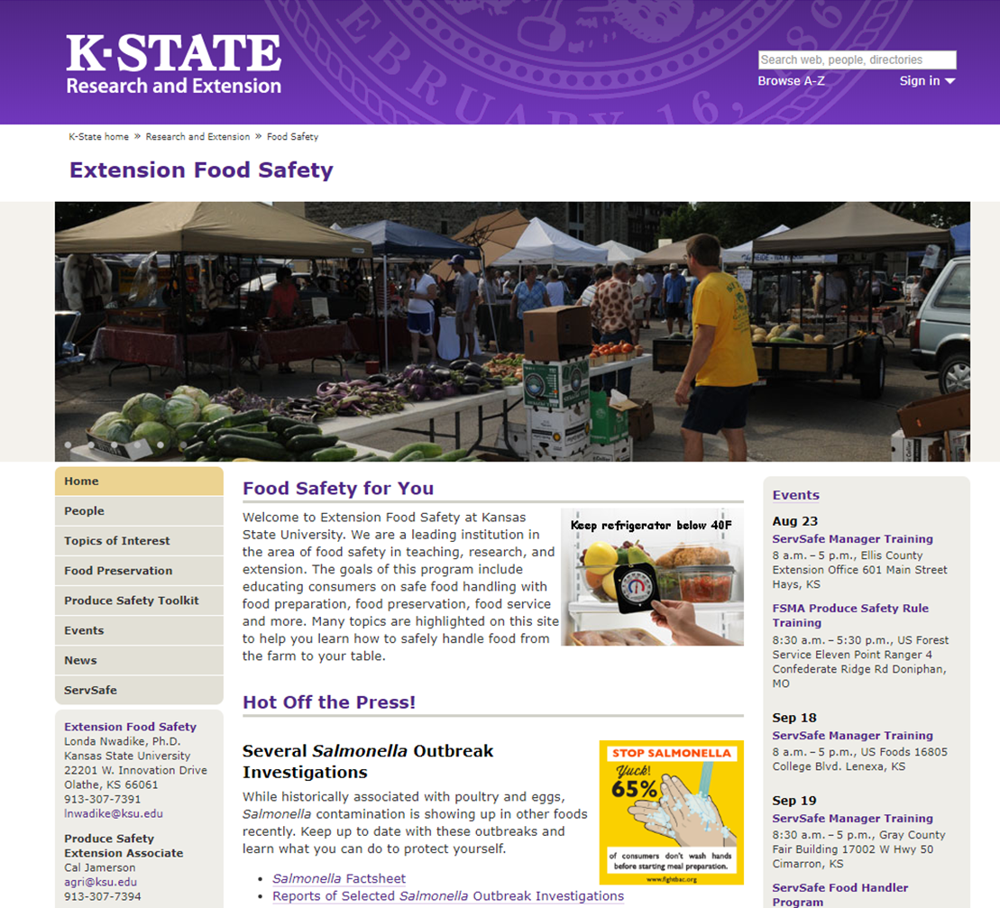 K·STATE
Research and Extension
FEBRUARY 16, 186
Search web, people, directories
Browse A-Z
Sign in
K-State home » Research and Extension » Food Safety
Extension Food Safety
Home
People
Topics of Interest
Food Preservation
Produce Safety Toolkit
Events
News
ServSafe
Extension Food Safety
Londa Nwadike, Ph.D.
Kansas State University
22201 W. Innovation Drive
Olathe, KS 66061
913-307-7391
lnwadike@ksu.edu
Produce Safety
Extension Associate
Cal Jamerson
agri@ksu.edu
913-307-7394
Food Safety for You
Welcome to Extension Food Safety at Kansas
State University. We are a leading institution in
the area of food safety in teaching, research, and
extension. The goals of this program include
educating consumers on safe food handling with
food preparation, food preservation, food service
and more. Many topics are highlighted on this site
to help you learn how to safely handle food from
the farm to your table.
Keep refrigerator below 40F
Hot Off the Press!
Several Salmonella Outbreak
Investigations
While historically associated with poultry and eggs,
Salmonella contamination is showing up in other foods
recently. Keep up to date with these outbreaks and
learn what you can do to protect yourself.
• Salmonella Factsheet
• Reports of Selected Salmonella Outbreak Investigations
STOP SALMONELLA
Yuck!
65%
of consumers don't wash hands
before starting meal preparation.
www.fightbac.org
Events
Aug 23
ServSafe Manager Training
8 a.m. – 5 p.m., Ellis County
Extension Office 601 Main Street
Hays, KS
FSMA Produce Safety Rule
Training
8:30 a.m. – 5:30 p.m., US Forest
Service Eleven Point Ranger 4
Confederate Ridge Rd Doniphan,
MO
Sep 18
ServSafe Manager Training
8 a.m. – 5 p.m., US Foods 16805
College Blvd. Lenexa, KS
Sep 19
ServSafe Manager Training
8:30 a.m. – 5 p.m., Gray County
Fair Building 17002 W Hwy 50
Cimarron, KS
ServSafe Food Handler
Program